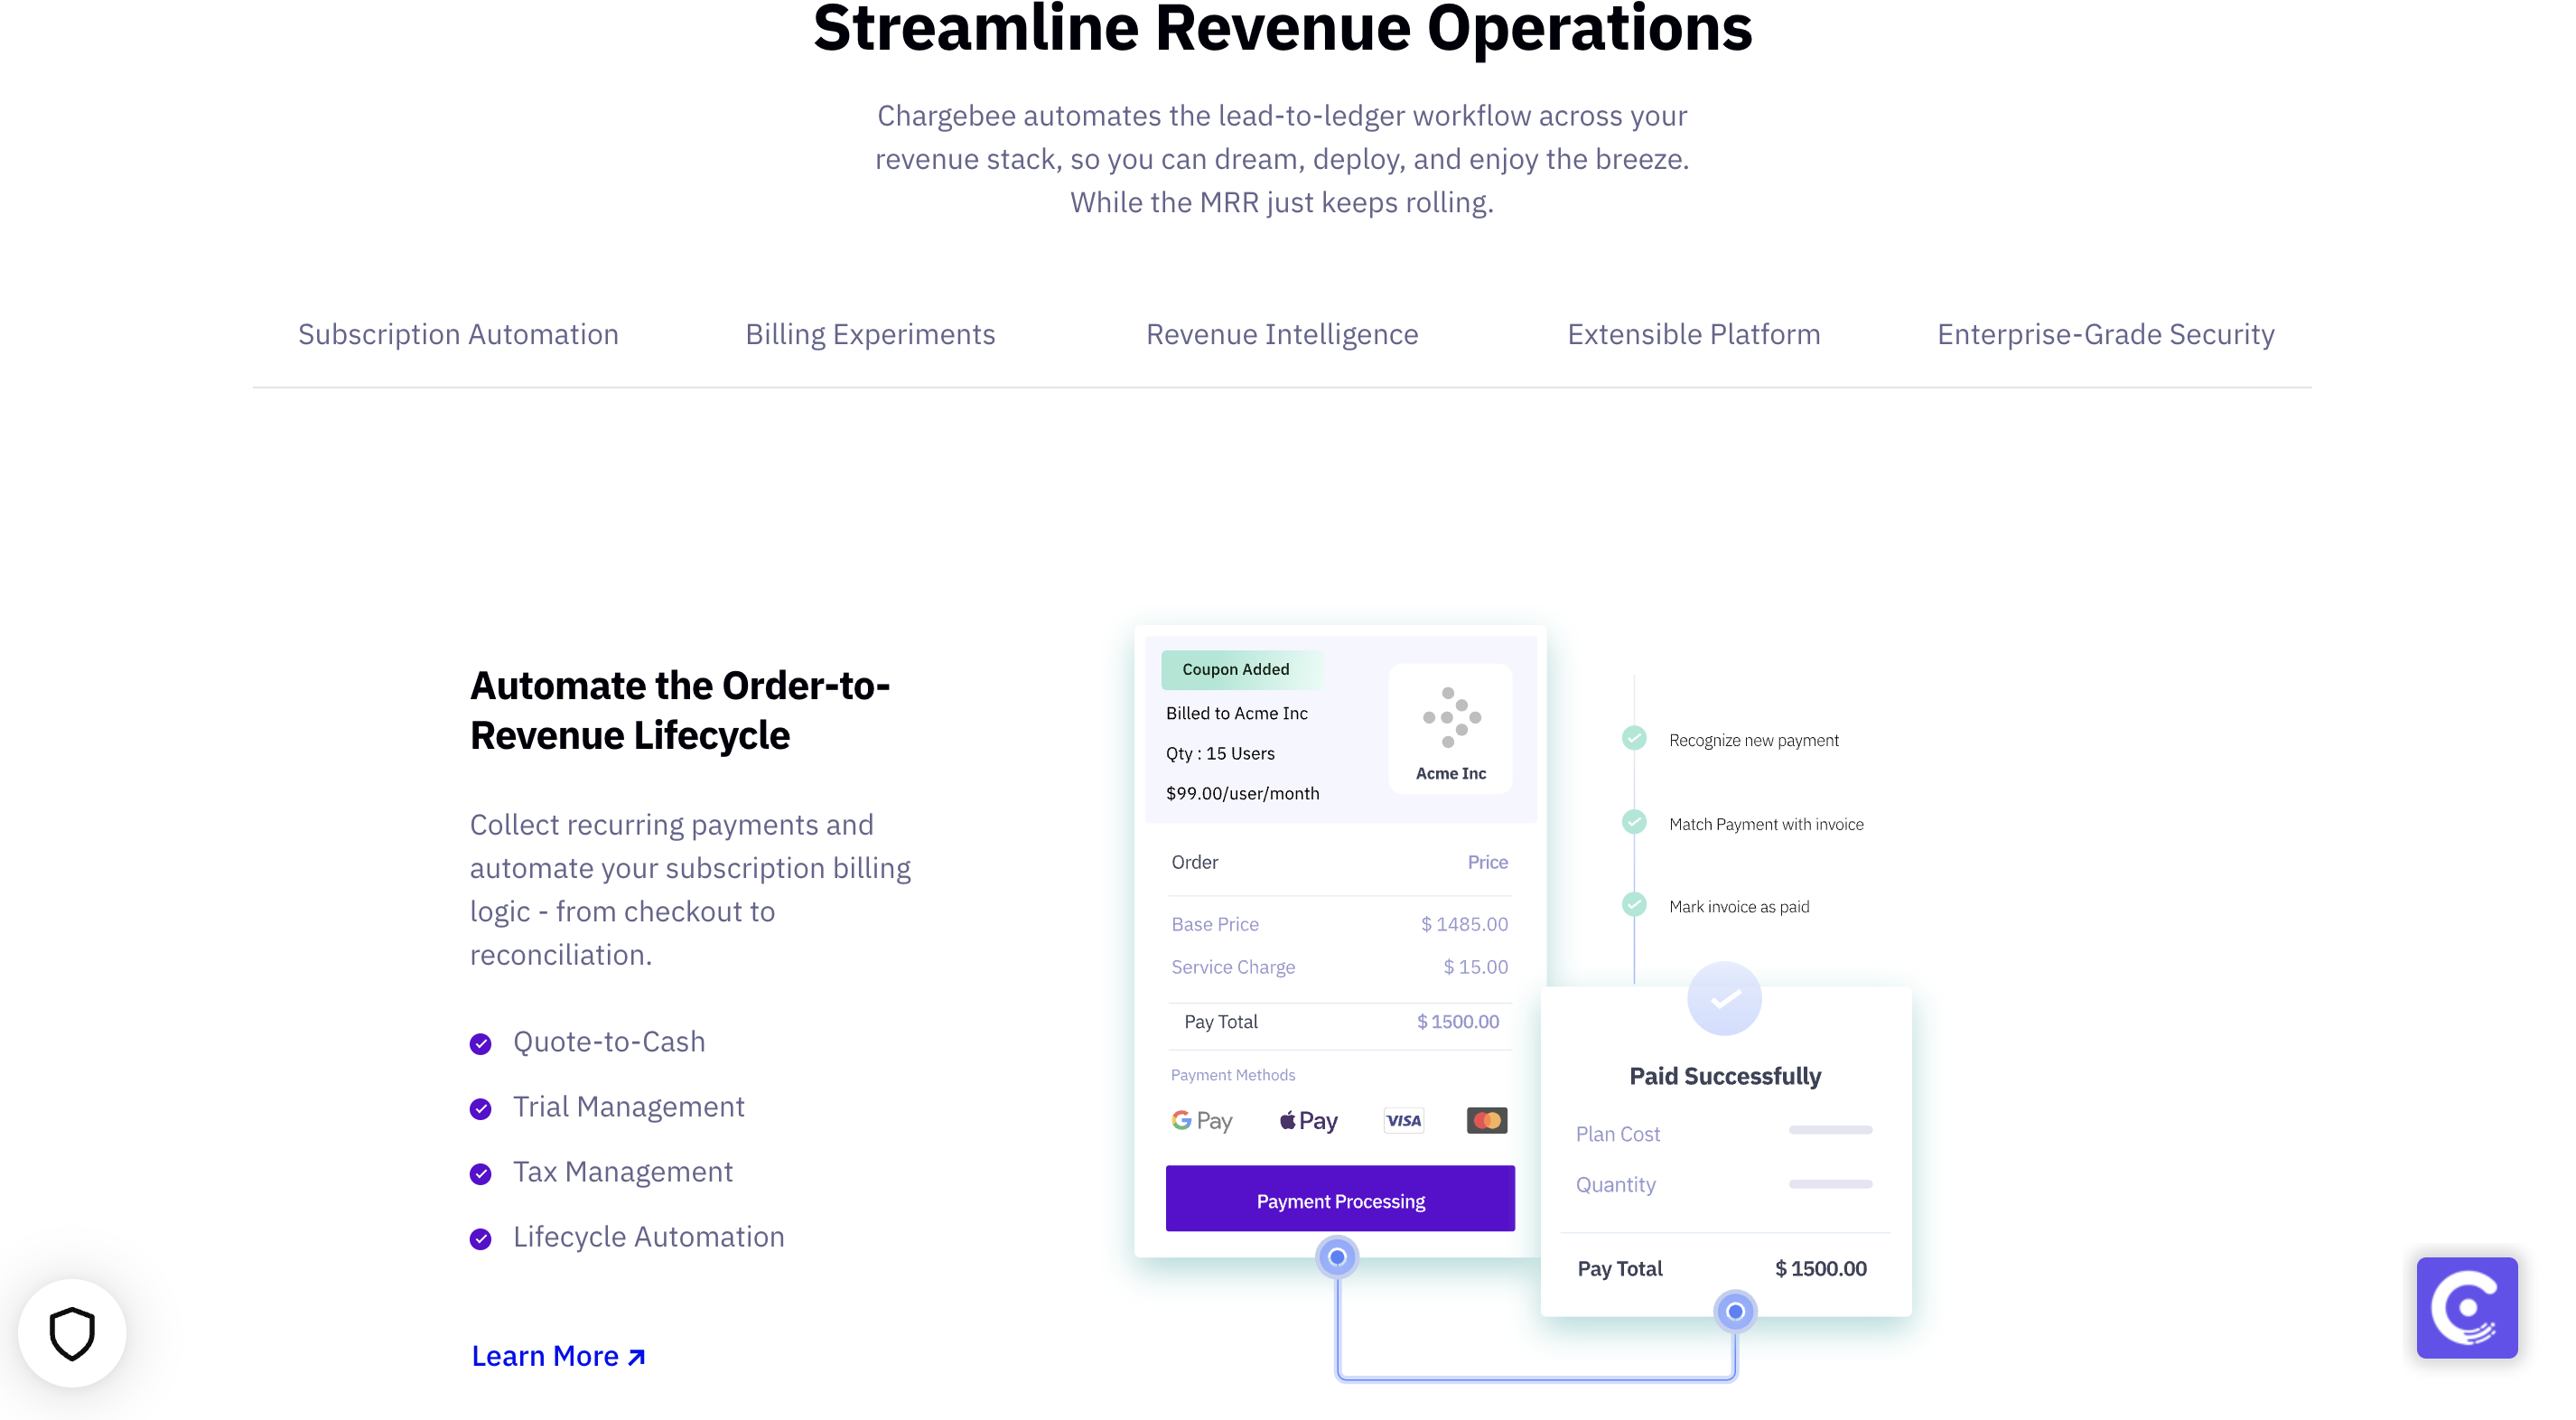 Streamline Revenue Operations
Chargebee automates the lead-to-ledger workflow across your
revenue stack, so you can dream, deploy, and enjoy the breeze.
While the MRR just keeps rolling.
Subscription Automation
Billing Experiments
Revenue Intelligence
Extensible Platform
Enterprise-Grade Security
Automate the Order-to-
Revenue Lifecycle
Collect recurring payments and
automate your subscription billing
logic - from checkout to
reconciliation.
Quote-to-Cash
Trial Management
Tax Management
Lifecycle Automation
Learn More
Coupon Added
Billed to Acme Inc
Qty : 15 Users
$99.00/user/month
Acme Inc
Order Price
Base Price $ 1485.00
Service Charge $ 15.00
Pay Total $ 1500.00
Payment Methods
G Pay Pay VISA
Payment Processing
Recognize new payment
Match Payment with invoice
Mark invoice as paid
Paid Successfully
Plan Cost
Quantity
Pay Total $ 1500.00